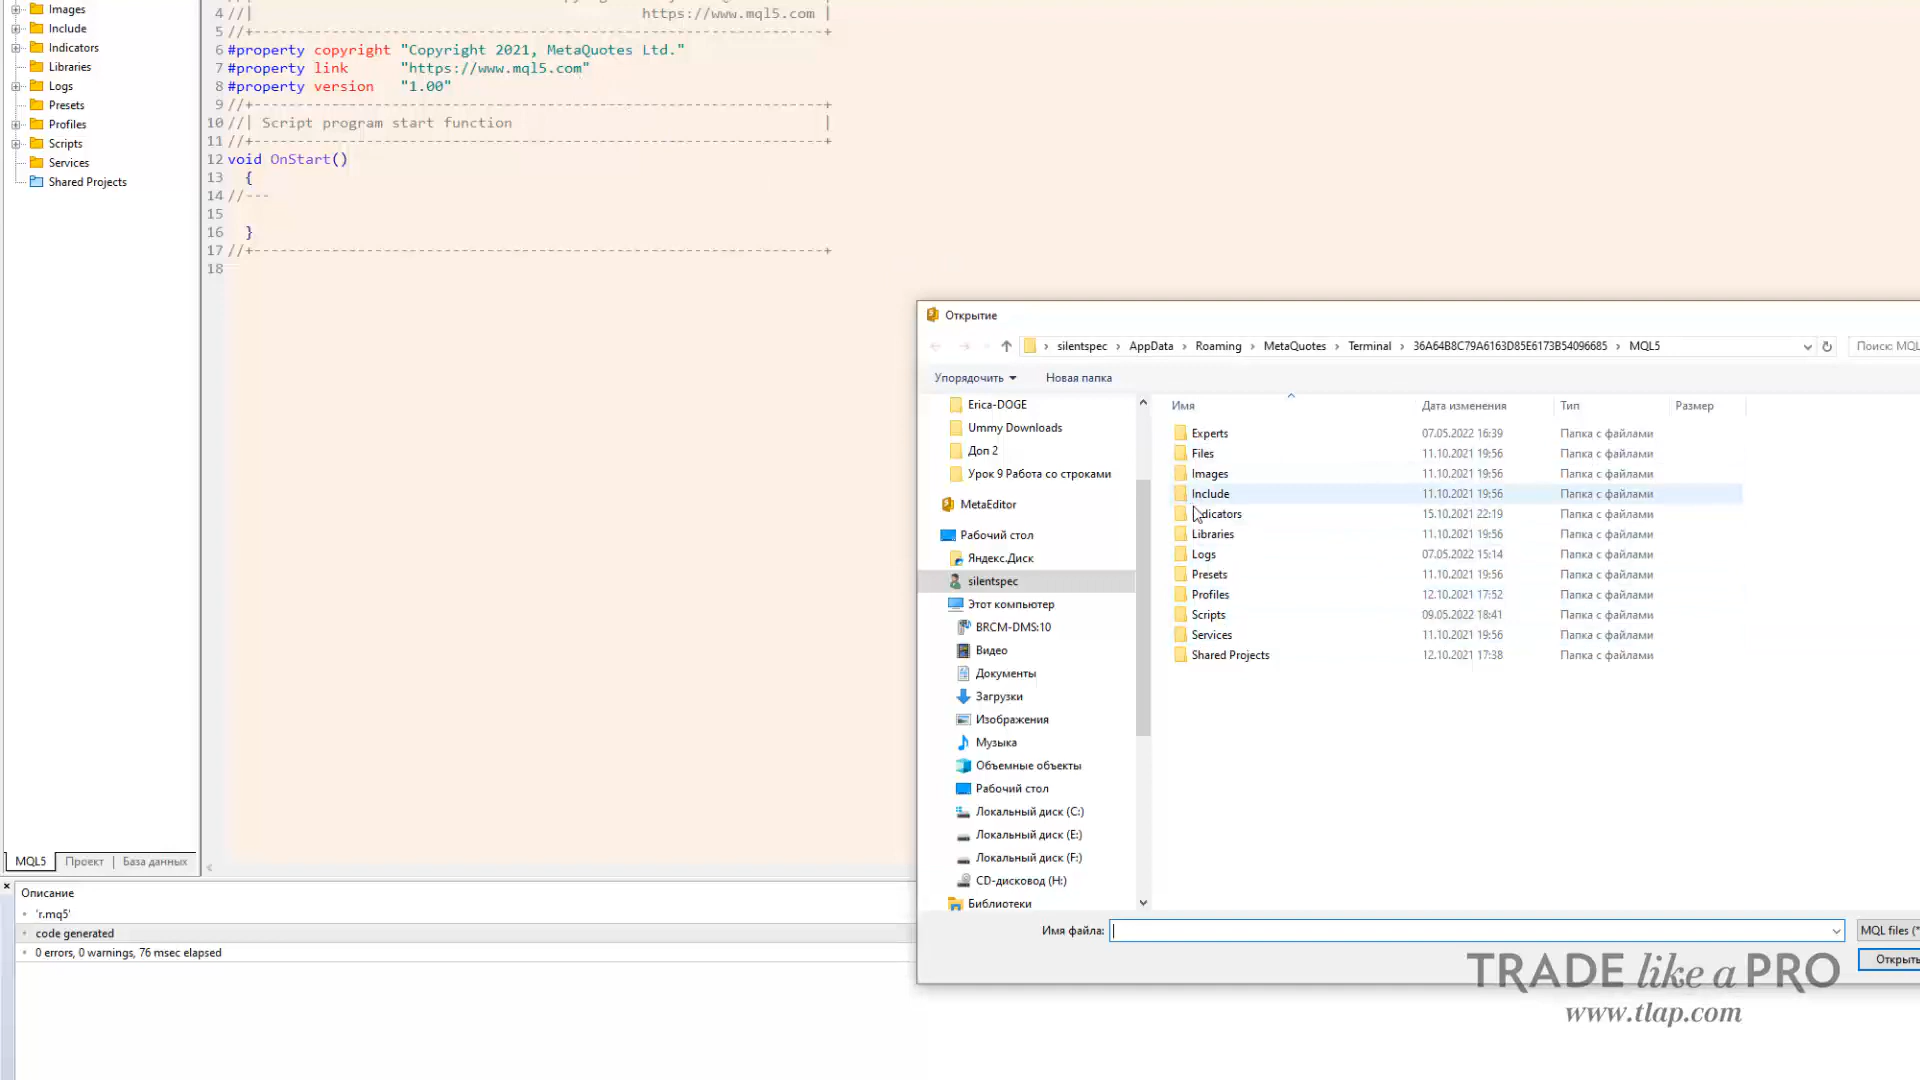 Images
Include
Indicators
Libraries
Logs
Presets
Profiles
Scripts
Services
Shared Projects
MQL5 Проект База данных
4 //| https://www.mql5.com |
5 //+------------------------------------------------------------------+
6 #property copyright "Copyright 2021, MetaQuotes Ltd."
7 #property link "https://www.mql5.com"
8 #property version "1.00"
9 //+------------------------------------------------------------------+
10 //| Script program start function |
11 //+------------------------------------------------------------------+
12 void OnStart()
13 {
14 //---
15
16 }
17 //+------------------------------------------------------------------+
18
Открытие
silentspec › AppData › Roaming › MetaQuotes › Terminal › 36A64B8C79A6163D85E6173B54096685 › MQL5
Поиск: MQL
Упорядочить Новая папка
Erica-DOGE
Ummy Downloads
Доп 2
Урок 9 Работа со строками
MetaEditor
Рабочий стол
Яндекс.Диск
silentspec
Этот компьютер
BRCM-DMS:10
Видео
Документы
Загрузки
Изображения
Музыка
Объемные объекты
Рабочий стол
Локальный диск (C:)
Локальный диск (E:)
Локальный диск (F:)
CD-дисковод (H:)
Библиотеки
Имя Дата изменения Тип Размер
Experts 07.05.2022 16:39 Папка с файлами
Files 11.10.2021 19:56 Папка с файлами
Images 11.10.2021 19:56 Папка с файлами
Include 11.10.2021 19:56 Папка с файлами
Indicators 15.10.2021 22:19 Папка с файлами
Libraries 11.10.2021 19:56 Папка с файлами
Logs 07.05.2022 15:14 Папка с файлами
Presets 11.10.2021 19:56 Папка с файлами
Profiles 12.10.2021 17:52 Папка с файлами
Scripts 09.05.2022 18:41 Папка с файлами
Services 11.10.2021 19:56 Папка с файлами
Shared Projects 12.10.2021 17:38 Папка с файлами
Имя файла: MQL files (*
Открыть
Описание
'r.mq5'
code generated
0 errors, 0 warnings, 76 msec elapsed
TRADE like a PRO
www.tlap.com